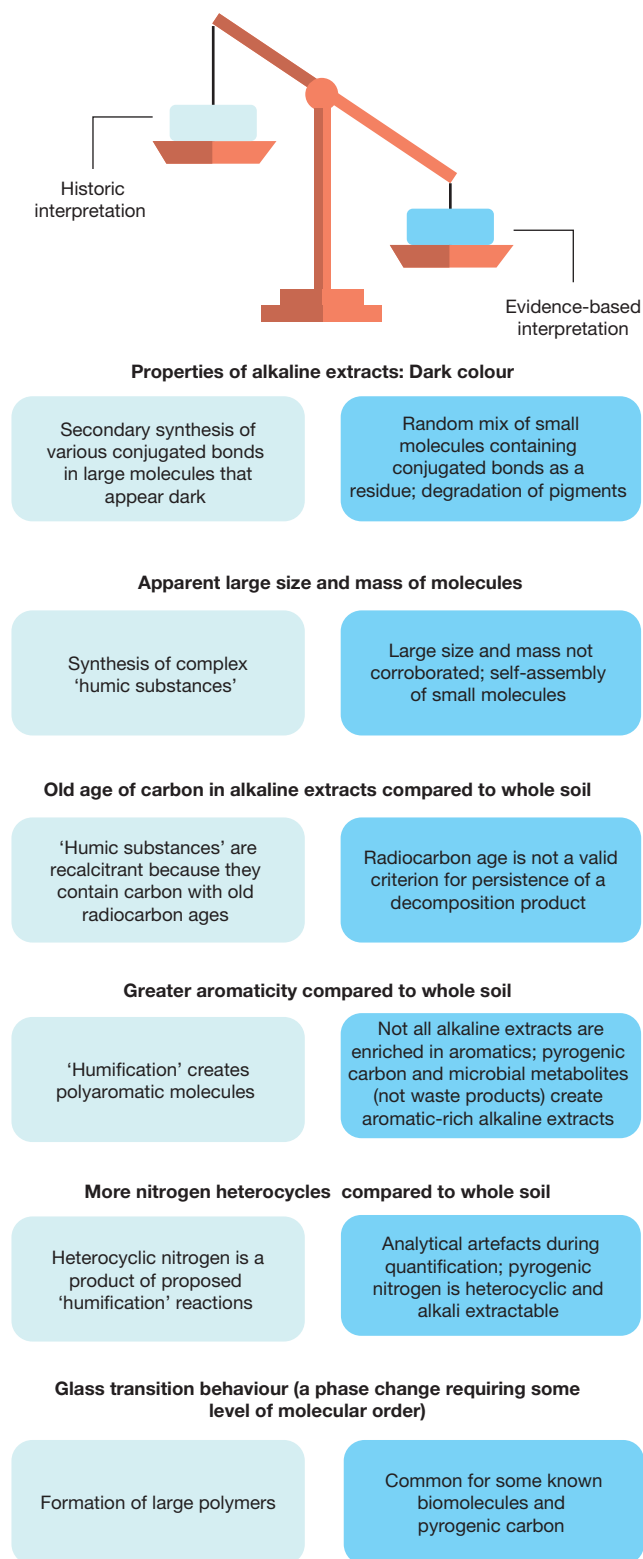 Historic
interpretation
Evidence-based
interpretation
Properties of alkaline extracts: Dark colour
Secondary synthesis of
various conjugated bonds
in large molecules that
appear dark
Random mix of small
molecules containing
conjugated bonds as a
residue; degradation of pigments
Apparent large size and mass of molecules
Synthesis of complex
‘humic substances’
Large size and mass not
corroborated; self-assembly
of small molecules
Old age of carbon in alkaline extracts compared to whole soil
‘Humic substances’ are
recalcitrant because they
contain carbon with old
radiocarbon ages
Radiocarbon age is not a valid
criterion for persistence of a
decomposition product
Greater aromaticity compared to whole soil
‘Humification’ creates
polyaromatic molecules
Not all alkaline extracts are
enriched in aromatics; pyrogenic
carbon and microbial metabolites
(not waste products) create
aromatic-rich alkaline extracts
More nitrogen heterocycles compared to whole soil
Heterocyclic nitrogen is a
product of proposed
‘humification’ reactions
Analytical artefacts during
quantification; pyrogenic
nitrogen is heterocyclic and
alkali extractable
Glass transition behaviour (a phase change requiring some
level of molecular order)
Formation of large polymers
Common for some known
biomolecules and
pyrogenic carbon